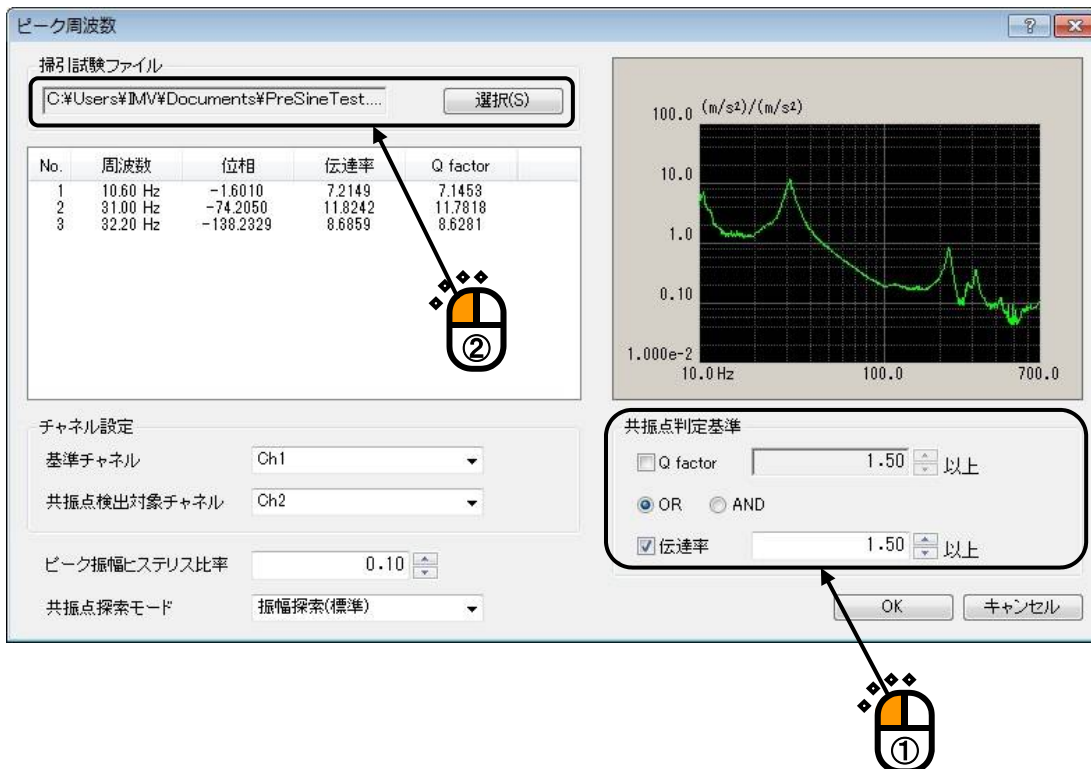 ピーク周波数
掃引試験ファイル
C:¥Users¥IMV¥Documents¥PreSineTest....
選択(S)
No. 周波数 位相 伝達率 Q factor
1 10.60 Hz -1.6010 7.2149 7.1453
2 31.00 Hz -74.2050 11.8242 11.7818
3 32.20 Hz -138.2329 8.6859 8.6281
②
100.0 (m/s²)/(m/s²)
10.0
1.0
0.10
1.000e-2
10.0Hz 100.0 700.0
チャネル設定
基準チャネル Ch1
共振点検出対象チャネル Ch2
ピーク振幅ヒステリス比率 0.10
共振点探索モード 振幅探索(標準)
共振点判定基準
Q factor 1.50 以上
OR AND
伝達率 1.50 以上
OK キャンセル
①